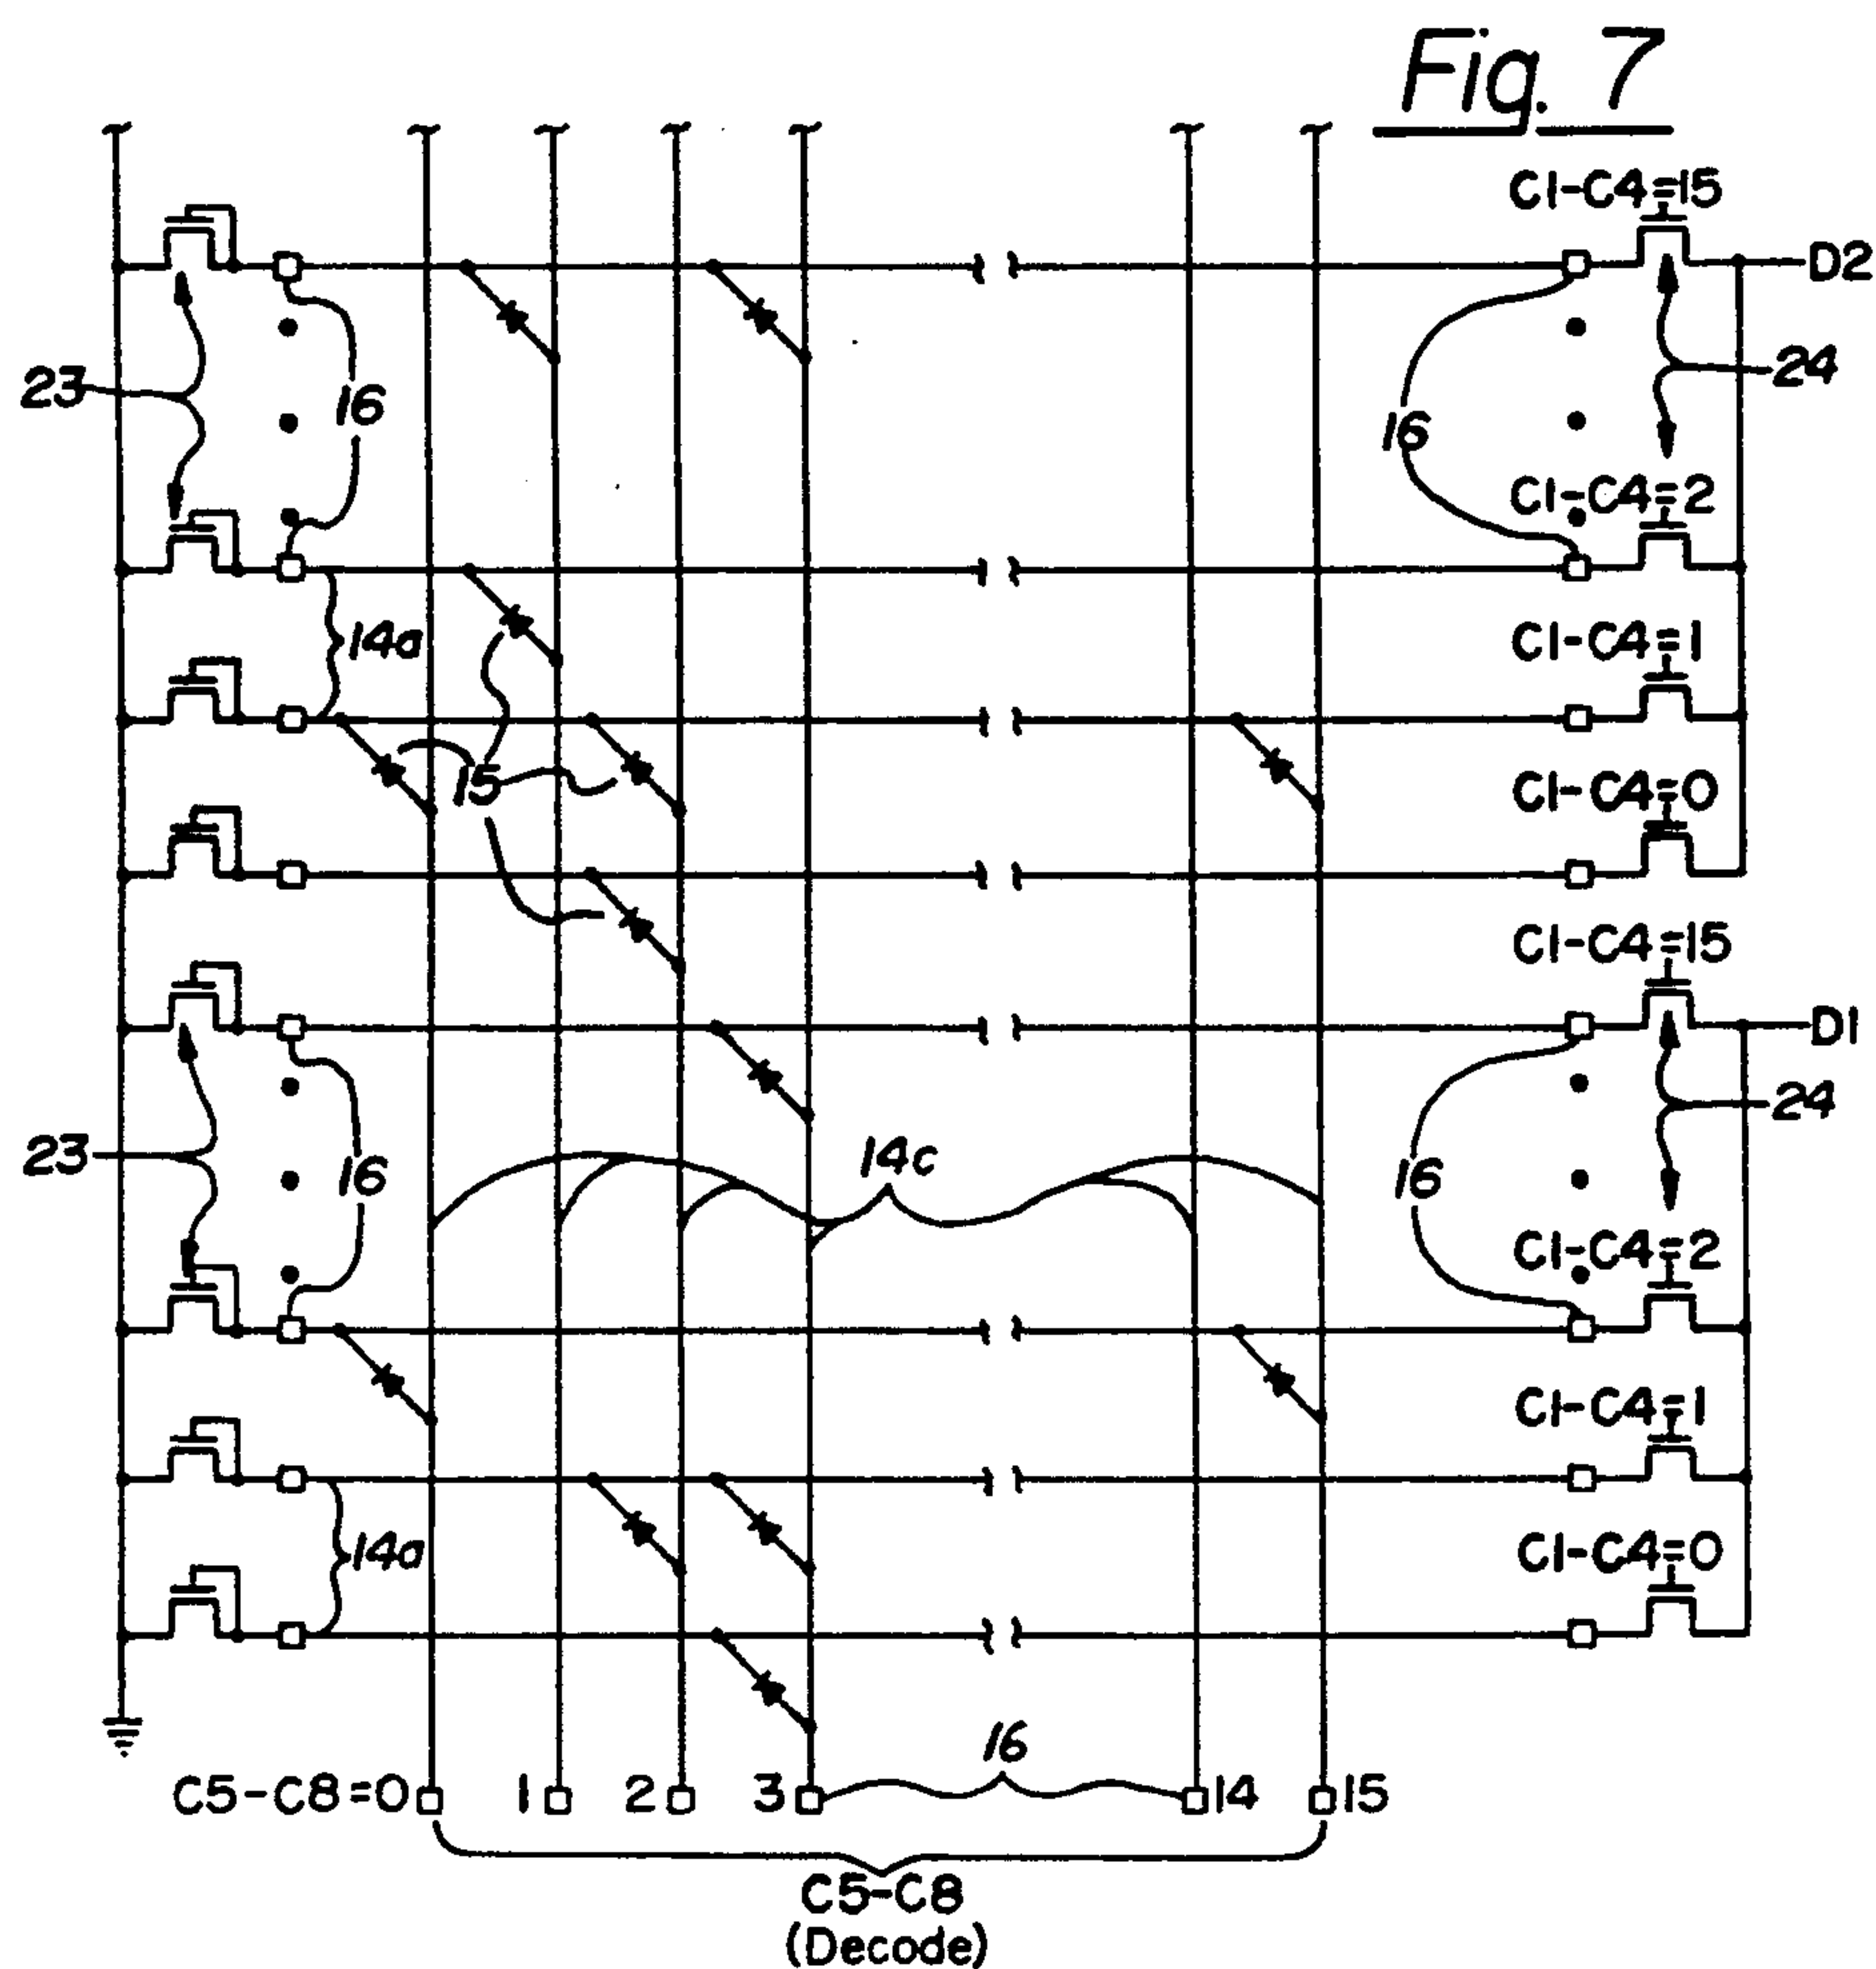 Fig. 7
C1-C4=15
D2
23
16
16
24
C1-C4=2
14a
C1-C4=1
15
C1-C4=0
C1-C4=15
D1
23
16
14c
16
24
C1-C4=2
C1-C4=1
14a
C1-C4=0
16
C5-C8=0 1 2 3 14 15
C5-C8
(Decode)